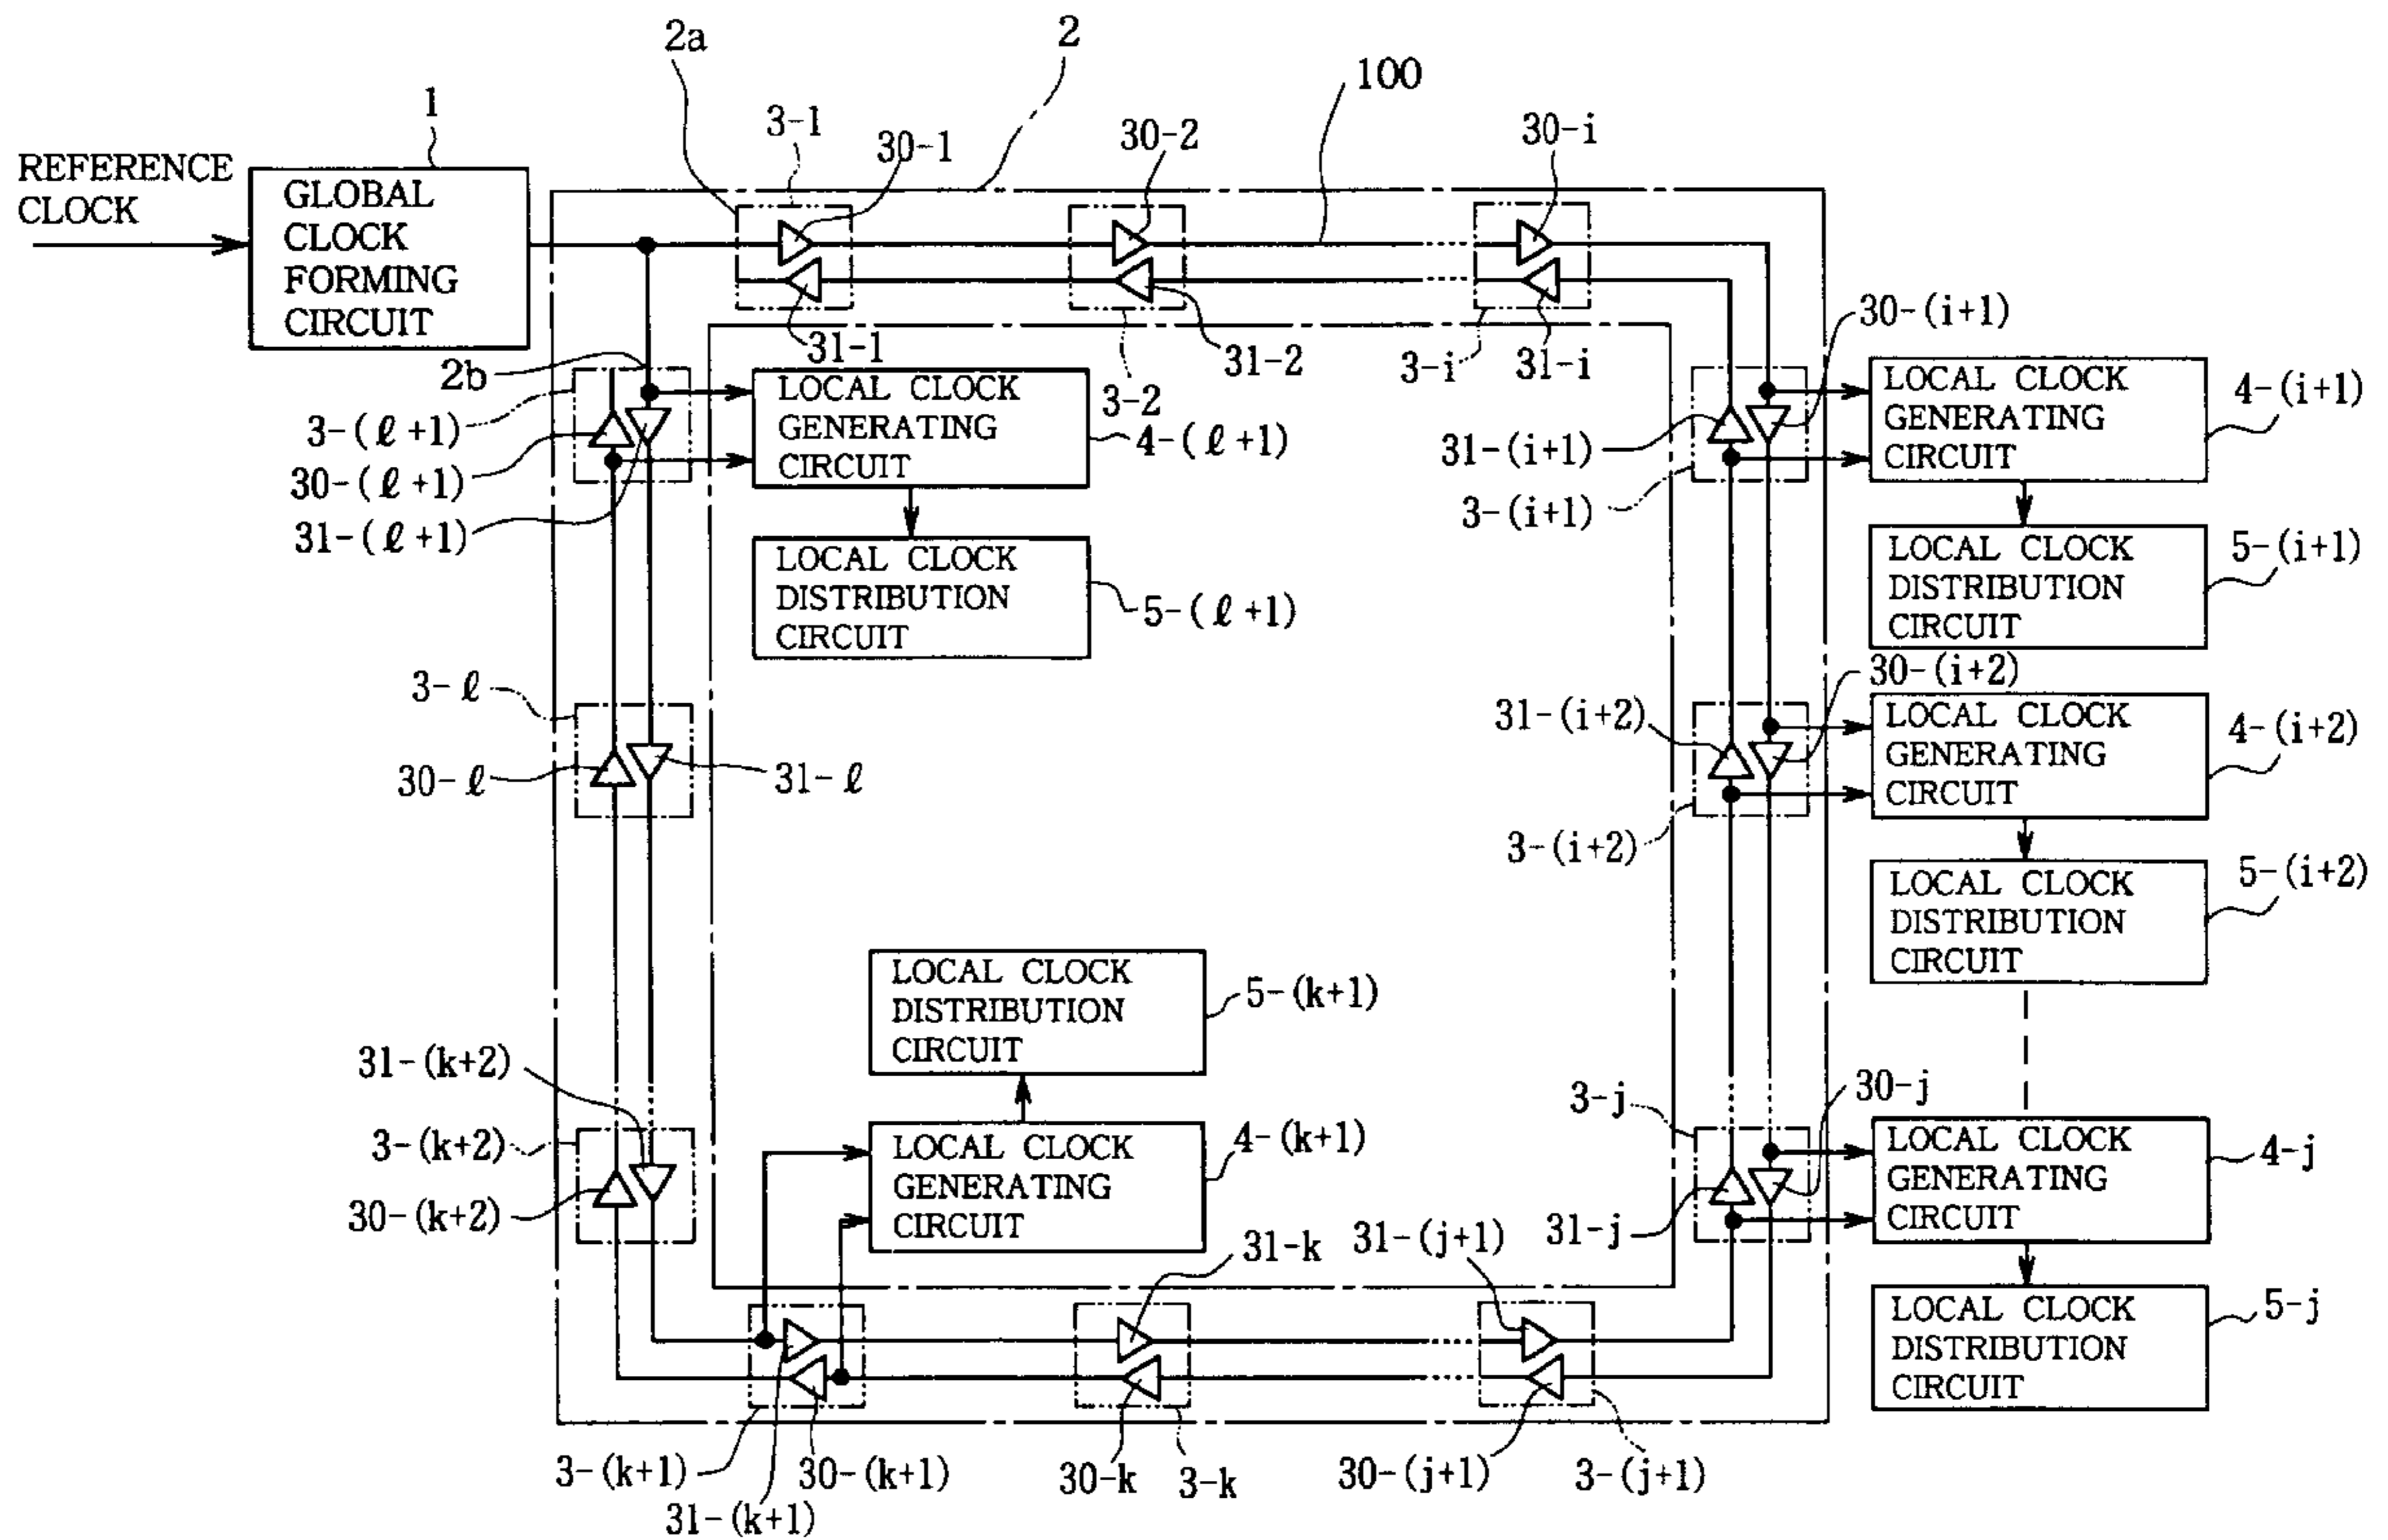 2a
2
100
1
3-1
30-1
30-2
30-i
REFERENCE
CLOCK
GLOBAL
CLOCK
FORMING
CIRCUIT
31-1
31-2
3-i
31-i
30-(i+1)
2b
3-2
3-(ℓ+1)
30-(ℓ+1)
31-(ℓ+1)
LOCAL CLOCK
GENERATING
CIRCUIT
4-(ℓ+1)
31-(i+1)
3-(i+1)
LOCAL CLOCK
GENERATING
CIRCUIT
4-(i+1)
LOCAL CLOCK
DISTRIBUTION
CIRCUIT
5-(ℓ+1)
LOCAL CLOCK
DISTRIBUTION
CIRCUIT
5-(i+1)
3-ℓ
30-ℓ
31-ℓ
30-(i+2)
31-(i+2)
3-(i+2)
LOCAL CLOCK
GENERATING
CIRCUIT
4-(i+2)
LOCAL CLOCK
DISTRIBUTION
CIRCUIT
5-(i+2)
LOCAL CLOCK
DISTRIBUTION
CIRCUIT
5-(k+1)
31-(k+2)
3-(k+2)
30-(k+2)
LOCAL CLOCK
GENERATING
CIRCUIT
4-(k+1)
3-j
30-j
31-j
LOCAL CLOCK
GENERATING
CIRCUIT
4-j
31-k
31-(j+1)
LOCAL CLOCK
DISTRIBUTION
CIRCUIT
5-j
3-(k+1)
31-(k+1)
30-(k+1)
30-k
3-k
30-(j+1)
3-(j+1)